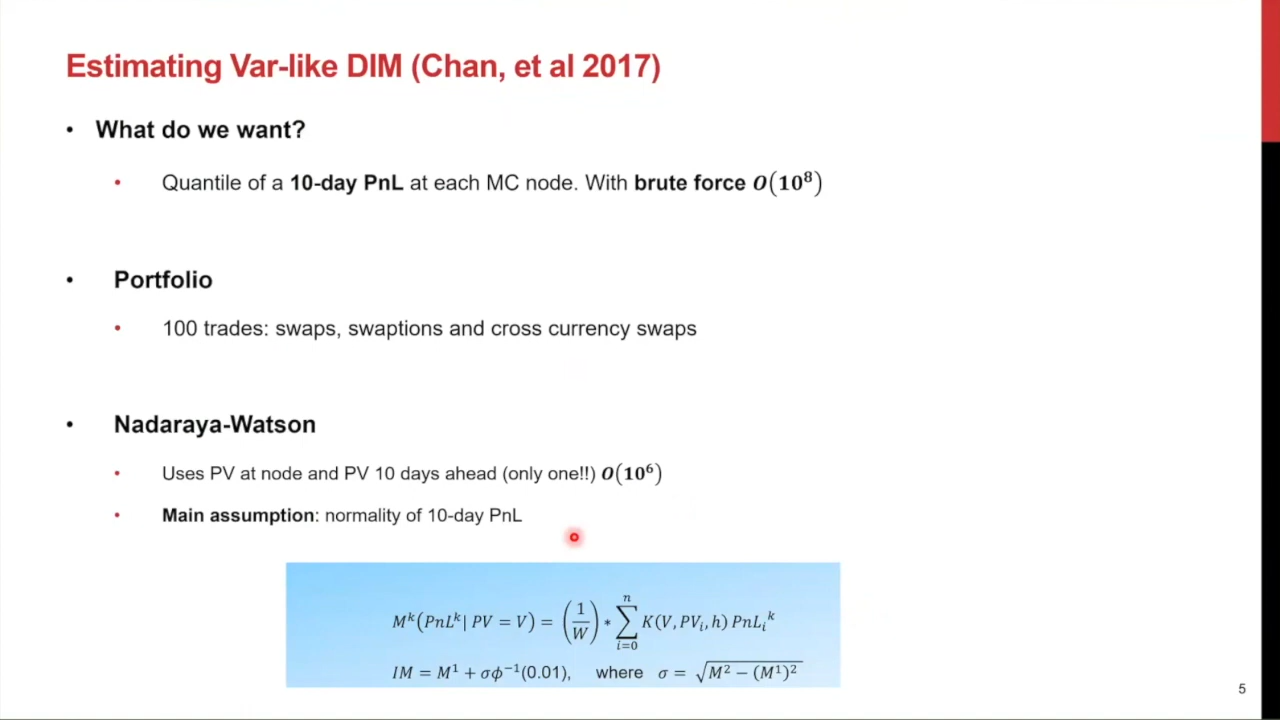 Estimating Var-like DIM (Chan, et al 2017)
• What do we want?
• Quantile of a 10-day PnL at each MC node. With brute force O(10⁸)
• Portfolio
• 100 trades: swaps, swaptions and cross currency swaps
• Nadaraya-Watson
• Uses PV at node and PV 10 days ahead (only one!!) O(10⁶)
• Main assumption: normality of 10-day PnL
Mᵏ(PnLᵏ| PV = V) = (1/W) * ∑ⁿᵢ₌₀ K(V, PVᵢ, h) PnLᵢᵏ
IM = M¹ + σϕ⁻¹(0.01), where σ = √(M² − (M¹)²)
5